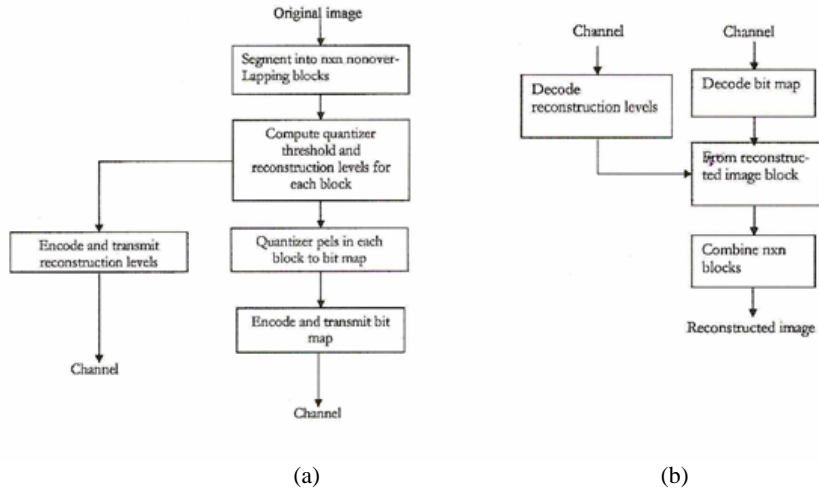 Original image
Segment into nxn nonover-
Lapping blocks
Compute quantizer
threshold and
reconstruction levels for
each block
Encode and transmit
reconstruction levels
Quantizer pels in each
block to bit map
Encode and transmit bit
map
Channel
Channel
(a)
Channel
Channel
Decode
reconstruction levels
Decode bit map
From reconstruc-
ted image block
Combine nxn
blocks
Reconstructed image
(b)